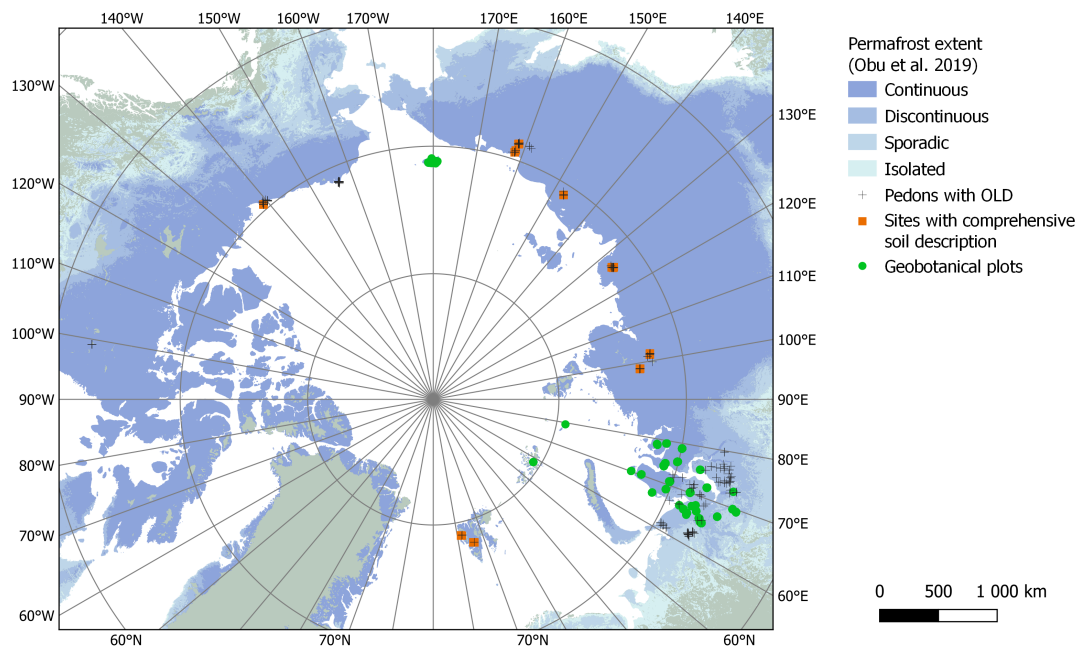 140°W 150°W 160°W 170°W 170°E 160°E 150°E 140°E
Permafrost extent
(Obu et al. 2019)
Continuous
Discontinuous
Sporadic
Isolated
Pedons with OLD
Sites with comprehensive
soil description
Geobotanical plots
130°W
120°W
110°W
100°W
90°W
80°W
70°W
60°W
130°E
120°E
110°E
100°E
90°E
80°E
70°E
60°E
0 500 1 000 km
60°N 70°N 70°N 60°N